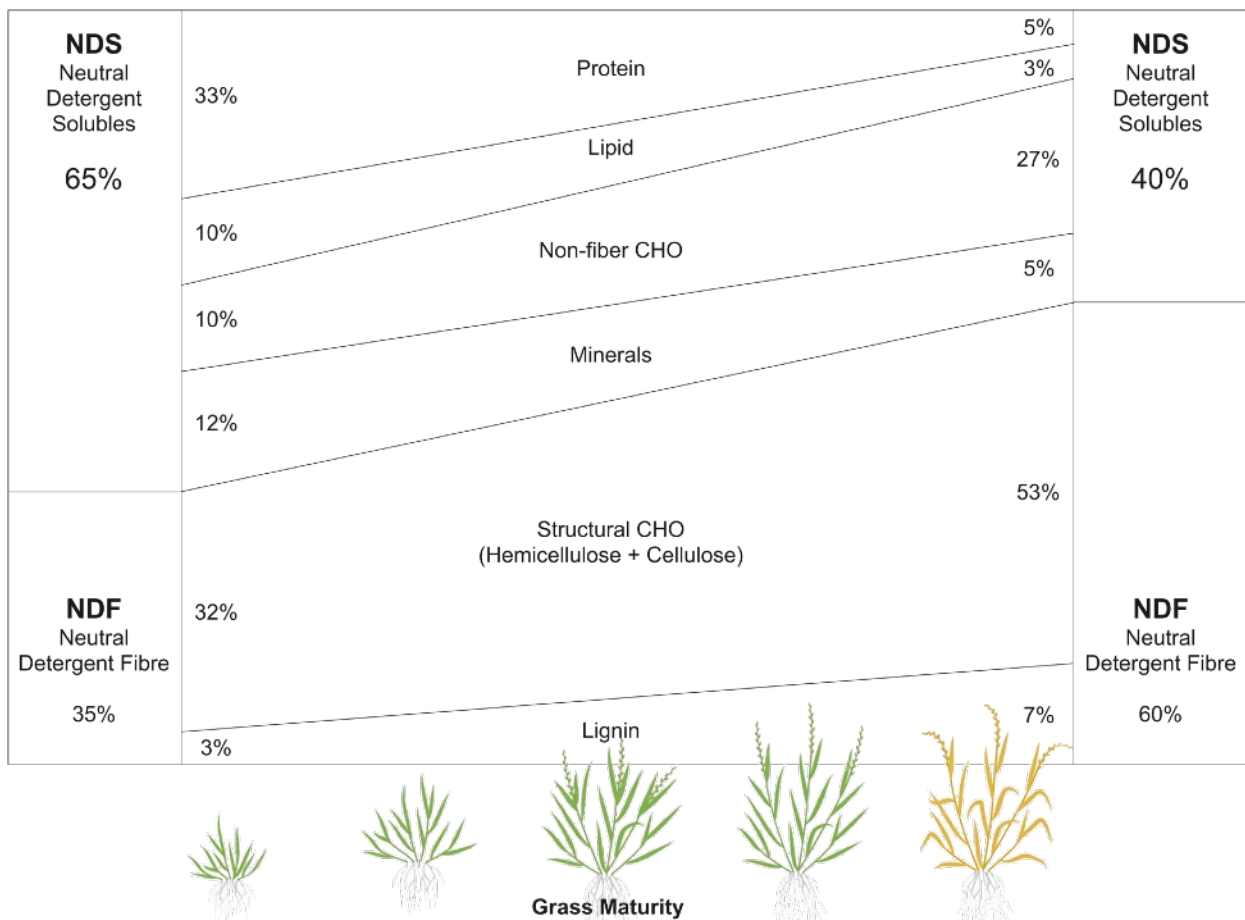 NDS
Neutral
Detergent
Solubles
65%
NDF
Neutral
Detergent Fibre
35%
33%
10%
10%
12%
32%
3%
Protein
Lipid
Non-fiber CHO
Minerals
Structural CHO
(Hemicellulose + Cellulose)
Lignin
5%
3%
27%
5%
53%
7%
NDS
Neutral
Detergent
Solubles
40%
NDF
Neutral
Detergent Fibre
60%
Grass Maturity